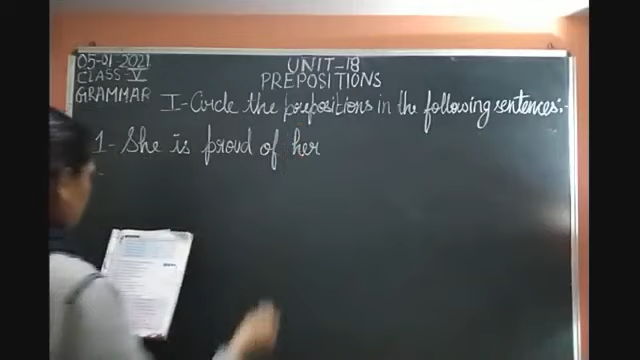 05-01-2021
UNIT-18
CLASS-V
PREPOSITIONS
GRAMMAR
I-Circle the prepositions in the following sentences:-
1- She is proud of her